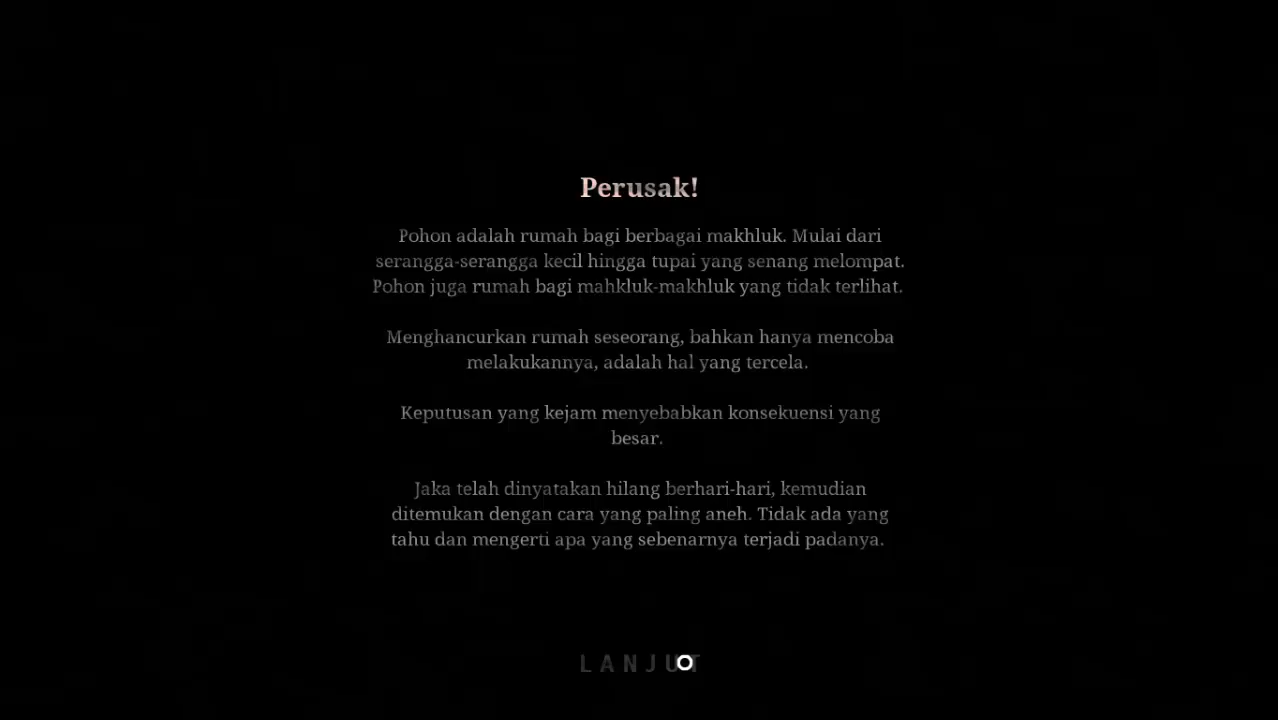 Perusak!
Pohon adalah rumah bagi berbagai makhluk. Mulai dari
serangga-serangga kecil hingga tupai yang senang melompat.
Pohon juga rumah bagi mahkluk-makhluk yang tidak terlihat.
Menghancurkan rumah seseorang, bahkan hanya mencoba
melakukannya, adalah hal yang tercela.
Keputusan yang kejam menyebabkan konsekuensi yang
besar.
Jaka telah dinyatakan hilang berhari-hari, kemudian
ditemukan dengan cara yang paling aneh. Tidak ada yang
tahu dan mengerti apa yang sebenarnya terjadi padanya.
LANJUT